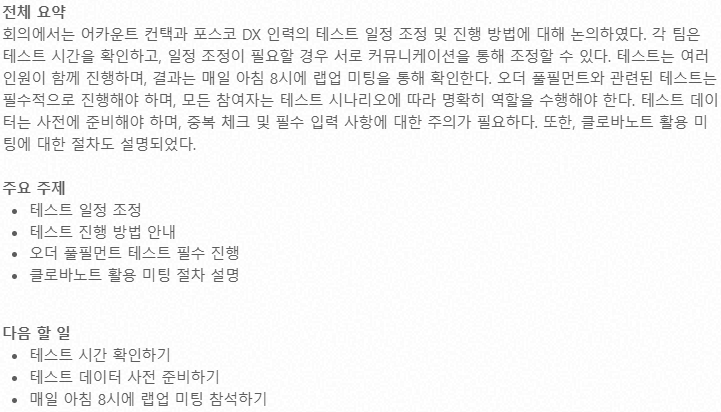 전체 요약
회의에서는 어카운트 컨택과 포스코 DX 인력의 테스트 일정 조정 및 진행 방법에 대해 논의하였다. 각 팀은
테스트 시간을 확인하고, 일정 조정이 필요할 경우 서로 커뮤니케이션을 통해 조정할 수 있다. 테스트는 여러
인원이 함께 진행하며, 결과는 매일 아침 8시에 랩업 미팅을 통해 확인한다. 오더 풀필먼트와 관련된 테스트는
필수적으로 진행해야 하며, 모든 참여자는 테스트 시나리오에 따라 명확히 역할을 수행해야 한다. 테스트 데이
터는 사전에 준비해야 하며, 중복 체크 및 필수 입력 사항에 대한 주의가 필요하다. 또한, 클로바노트 활용 미
팅에 대한 절차도 설명되었다.
주요 주제
• 테스트 일정 조정
• 테스트 진행 방법 안내
• 오더 풀필먼트 테스트 필수 진행
• 클로바노트 활용 미팅 절차 설명
다음 할 일
• 테스트 시간 확인하기
• 테스트 데이터 사전 준비하기
• 매일 아침 8시에 랩업 미팅 참석하기